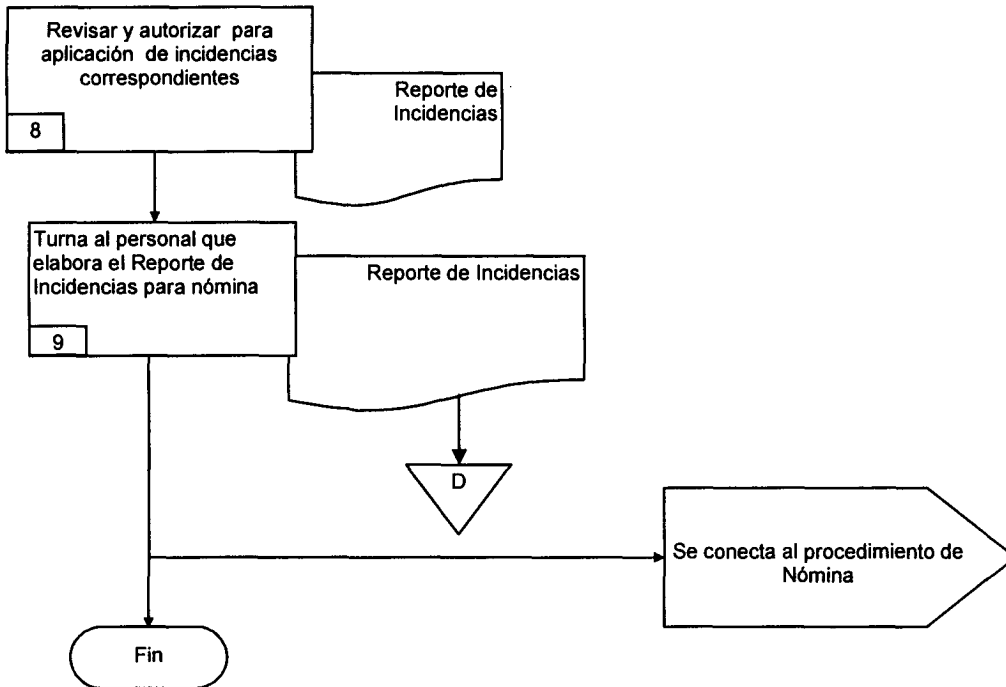 Revisar y autorizar para
aplicación de incidencias
correspondientes
8
Reporte de
Incidencias
Turna al personal que
elabora el Reporte de
Incidencias para nómina
9
Reporte de Incidencias
D
Se conecta al procedimiento de
Nómina
Fin